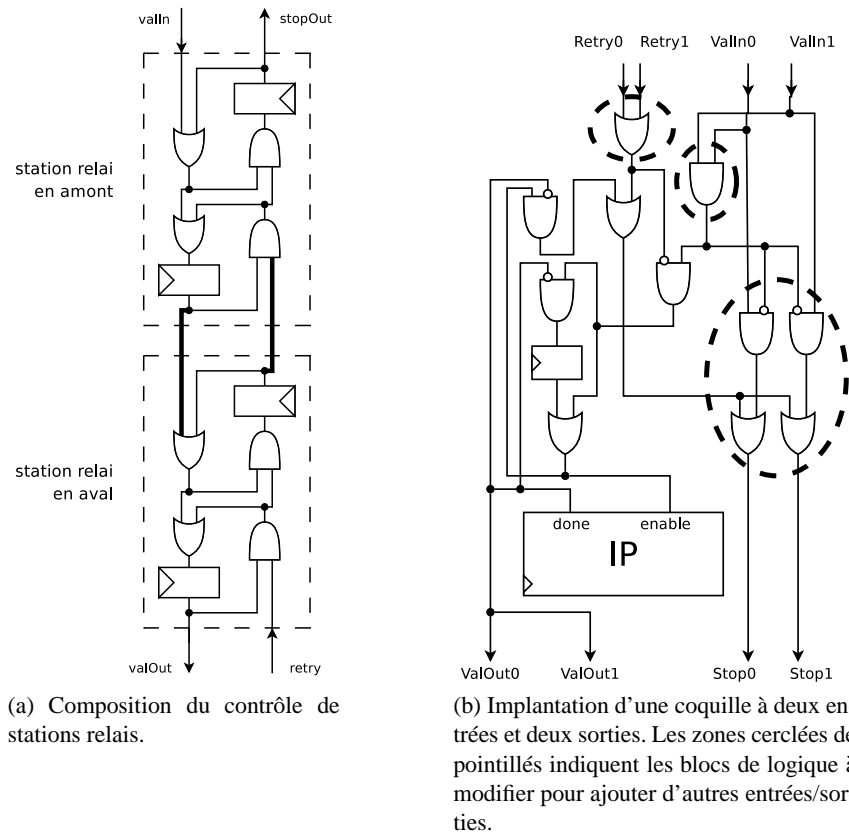 valIn
stopOut
station relai
en amont
station relai
en aval
valOut
retry
(a) Composition du contrôle de
stations relais.
Retry0 Retry1 ValIn0 ValIn1
done enable
IP
ValOut0 ValOut1 Stop0 Stop1
(b) Implantation d'une coquille à deux en-
trées et deux sorties. Les zones cerclées de
pointillés indiquent les blocs de logique à
modifier pour ajouter d'autres entrées/sor-
ties.